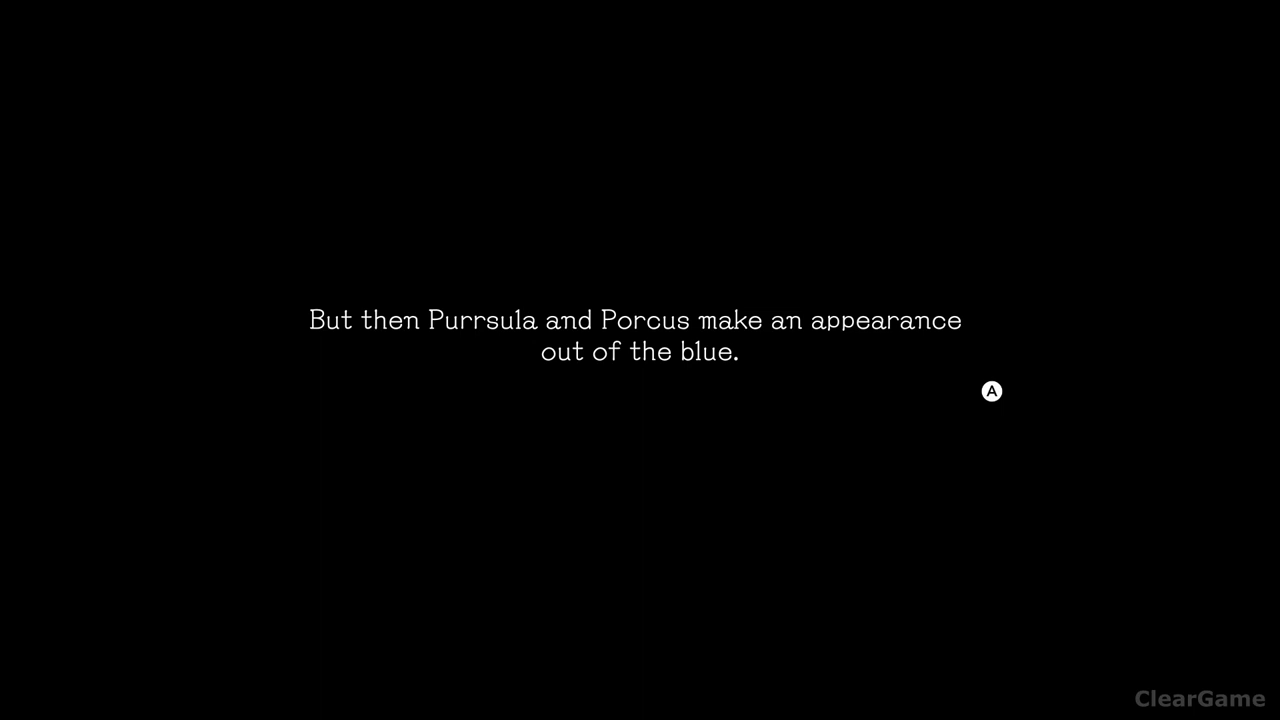 But then Purrsula and Porcus make an appearance
out of the blue.
A
ClearGame